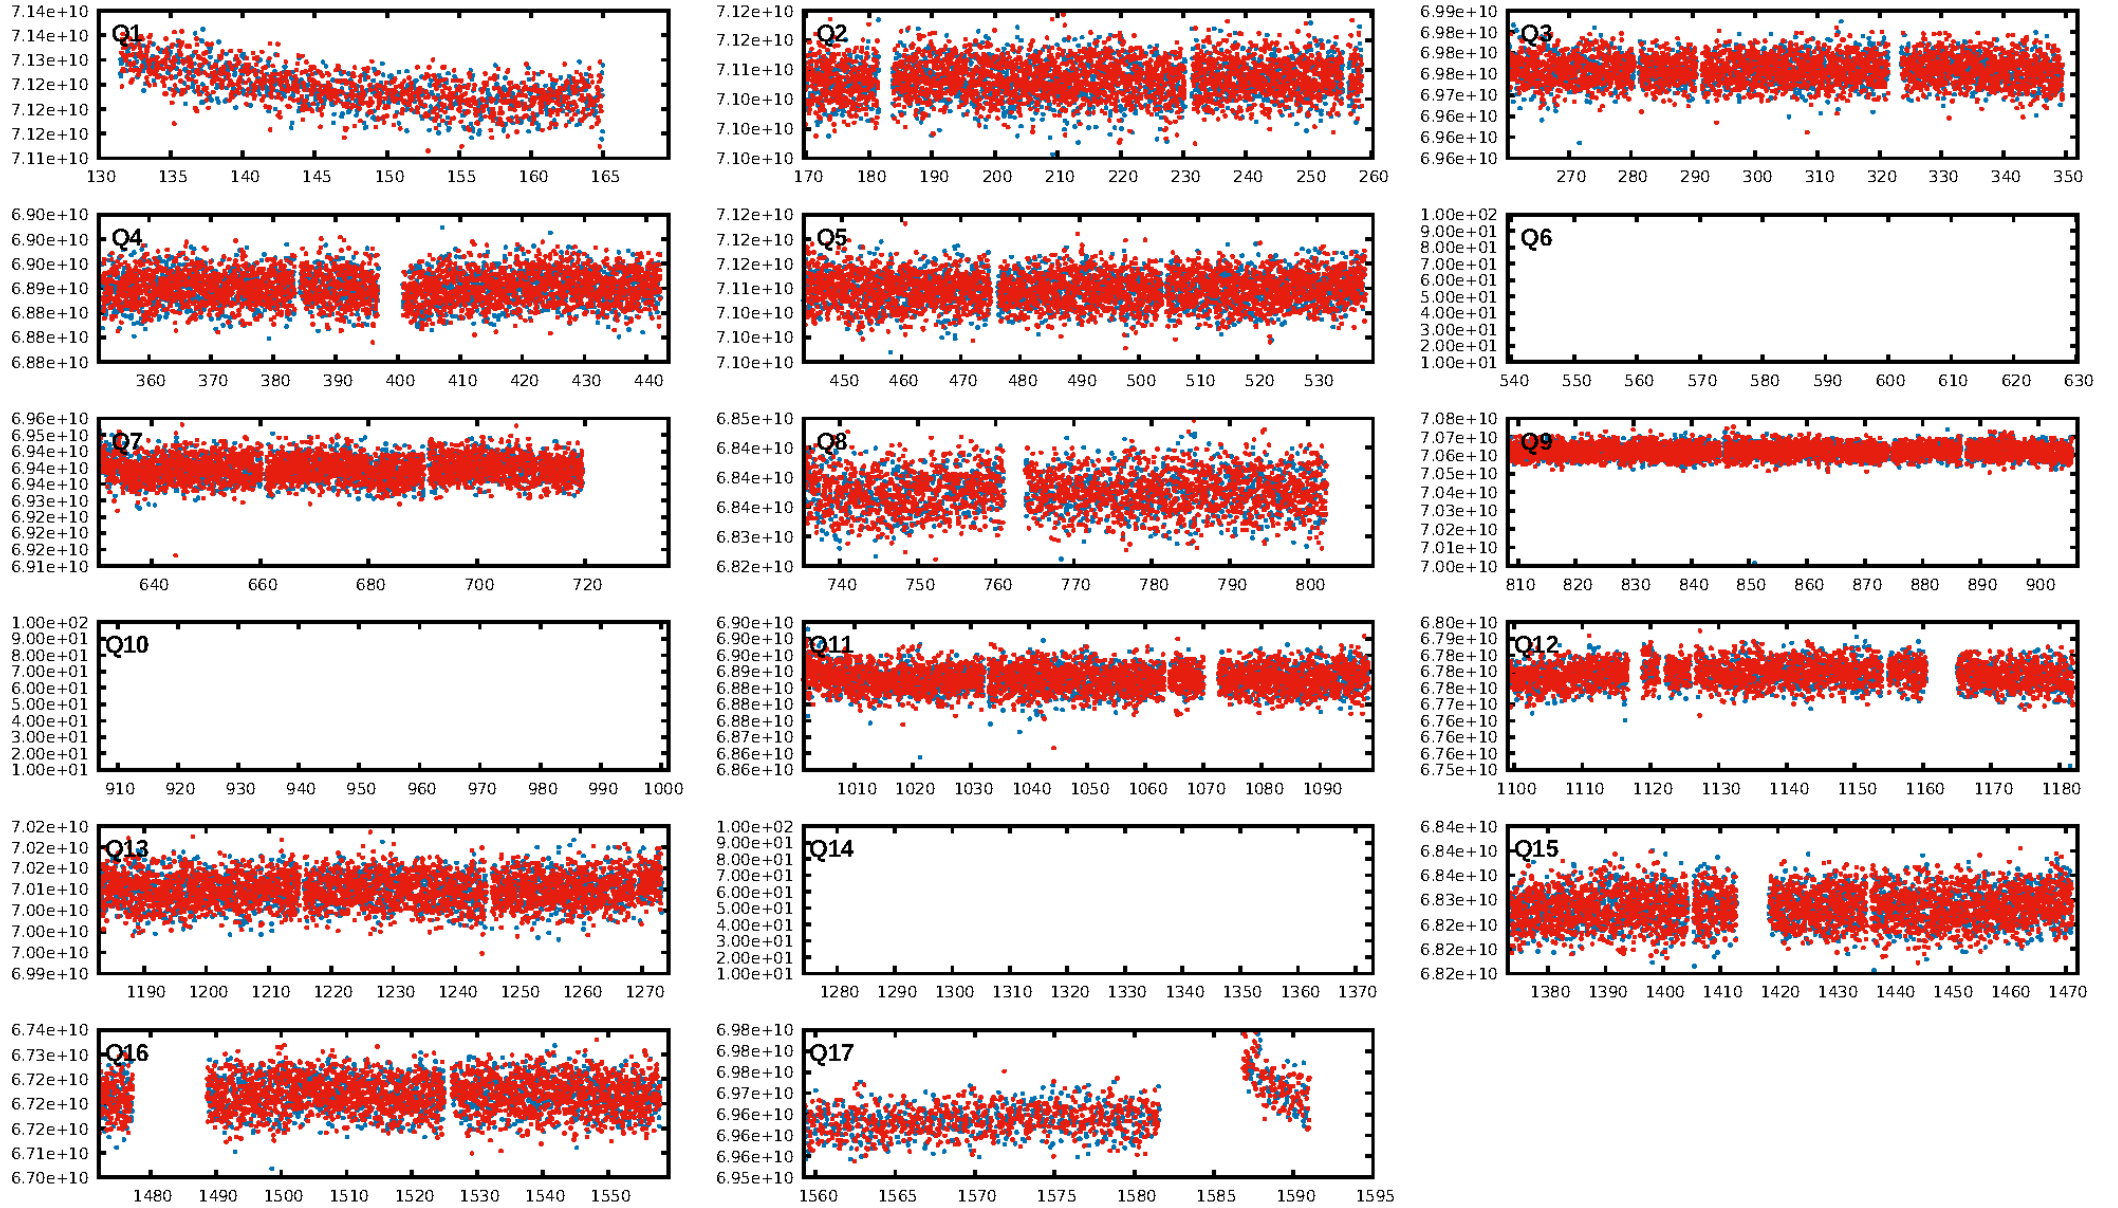 7.14e+10
7.14e+10
7.13e+10
7.12e+10
7.12e+10
7.12e+10
7.11e+10
Q1
130 135 140 145 150 155 160 165
7.12e+10
7.12e+10
7.11e+10
7.10e+10
7.10e+10
7.10e+10
Q2
170 180 190 200 210 220 230 240 250 260
6.99e+10
6.98e+10
6.98e+10
6.97e+10
6.97e+10
6.96e+10
6.96e+10
6.96e+10
Q3
270 280 290 300 310 320 330 340 350
6.90e+10
6.90e+10
6.90e+10
6.89e+10
6.88e+10
6.88e+10
6.88e+10
Q4
360 370 380 390 400 410 420 430 440
7.12e+10
7.12e+10
7.12e+10
7.11e+10
7.10e+10
7.10e+10
7.10e+10
Q5
450 460 470 480 490 500 510 520 530
1.00e+02
9.00e+01
8.00e+01
7.00e+01
6.00e+01
5.00e+01
4.00e+01
3.00e+01
2.00e+01
1.00e+01
Q6
540 550 560 570 580 590 600 610 620 630
6.96e+10
6.95e+10
6.94e+10
6.94e+10
6.94e+10
6.93e+10
6.92e+10
6.92e+10
6.92e+10
6.91e+10
Q7
640 660 680 700 720
6.85e+10
6.84e+10
6.84e+10
6.84e+10
6.83e+10
6.82e+10
Q8
740 750 760 770 780 790 800
7.08e+10
7.07e+10
7.06e+10
7.05e+10
7.04e+10
7.03e+10
7.02e+10
7.01e+10
7.00e+10
Q9
810 820 830 840 850 860 870 880 890 900
1.00e+02
9.00e+01
8.00e+01
7.00e+01
6.00e+01
5.00e+01
4.00e+01
3.00e+01
2.00e+01
1.00e+01
Q10
910 920 930 940 950 960 970 980 990 1000
6.90e+10
6.90e+10
6.89e+10
6.89e+10
6.88e+10
6.88e+10
6.88e+10
6.87e+10
6.86e+10
6.86e+10
Q11
1010 1020 1030 1040 1050 1060 1070 1080 1090
6.80e+10
6.79e+10
6.78e+10
6.78e+10
6.78e+10
6.77e+10
6.76e+10
6.76e+10
6.76e+10
6.75e+10
Q12
1100 1110 1120 1130 1140 1150 1160 1170 1180
7.02e+10
7.02e+10
7.02e+10
7.01e+10
7.00e+10
7.00e+10
7.00e+10
6.99e+10
Q13
1190 1200 1210 1220 1230 1240 1250 1260 1270
1.00e+02
9.00e+01
8.00e+01
7.00e+01
6.00e+01
5.00e+01
4.00e+01
3.00e+01
2.00e+01
1.00e+01
Q14
1280 1290 1300 1310 1320 1330 1340 1350 1360 1370
6.84e+10
6.84e+10
6.84e+10
6.83e+10
6.82e+10
6.82e+10
6.82e+10
Q15
1380 1390 1400 1410 1420 1430 1440 1450 1460 1470
6.74e+10
6.73e+10
6.72e+10
6.72e+10
6.72e+10
6.71e+10
6.70e+10
Q16
1480 1490 1500 1510 1520 1530 1540 1550
6.98e+10
6.98e+10
6.98e+10
6.97e+10
6.96e+10
6.96e+10
6.96e+10
6.95e+10
Q17
1560 1565 1570 1575 1580 1585 1590 1595